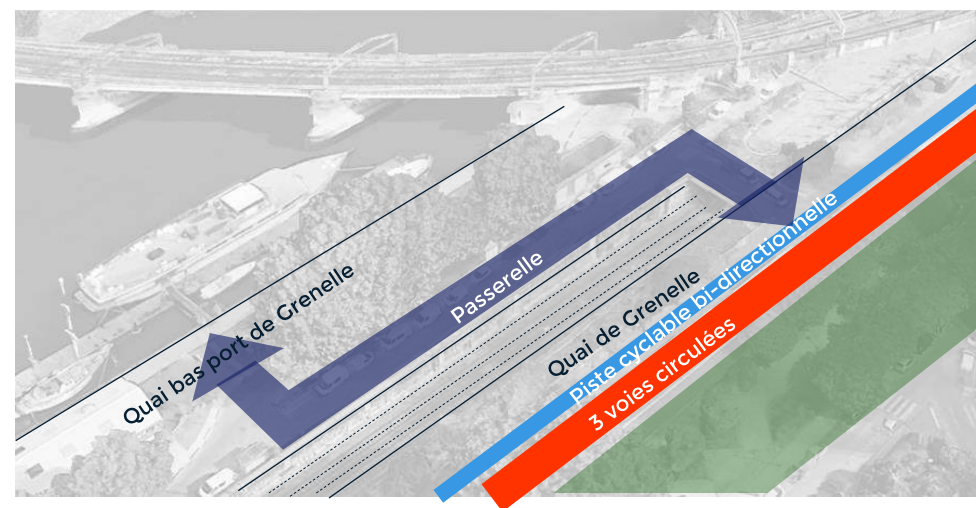 Quai bas port de Grenelle
Passerelle
Quai de Grenelle
Piste cyclable bi-directionnelle
3 voies circulées